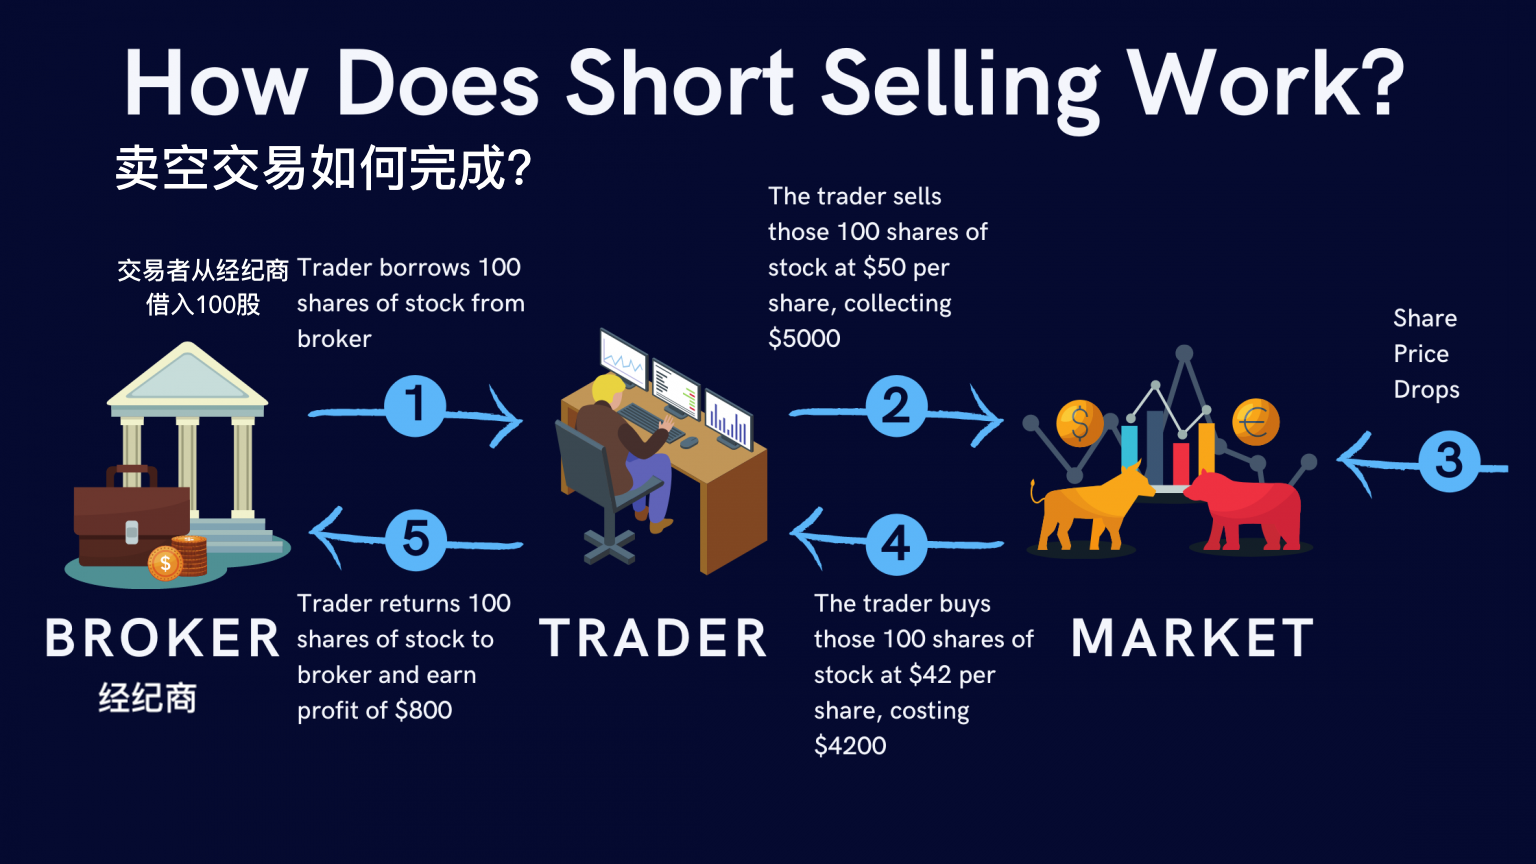 How Does Short Selling Work?
卖空交易如何完成?
交易者从经纪商
借入100股
Trader borrows 100
shares of stock from
broker
1
The trader sells
those 100 shares of
stock at $50 per
share, collecting
$5000
2
Share
Price
Drops
3
$
€
5
4
$
BROKER
经纪商
Trader returns 100
shares of stock to
broker and earn
profit of $800
TRADER
The trader buys
those 100 shares of
stock at $42 per
share, costing
$4200
MARKET